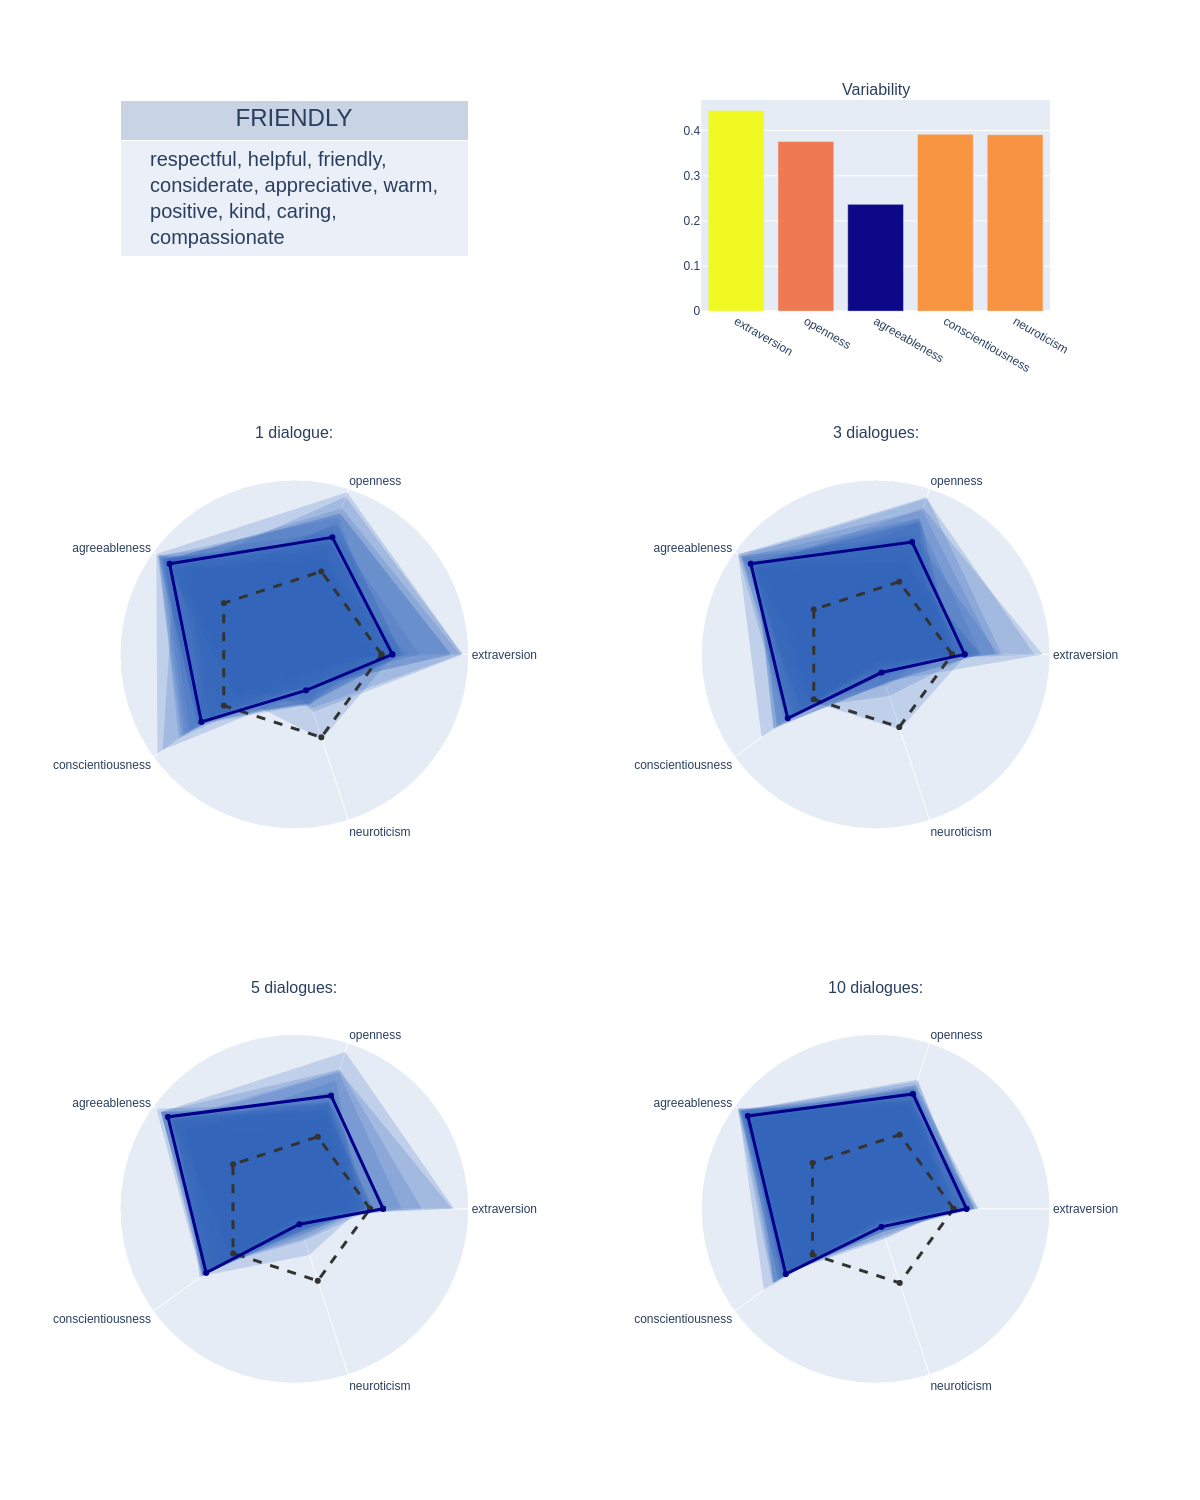 FRIENDLY
respectful, helpful, friendly,
considerate, appreciative, warm,
positive, kind, caring,
compassionate
Variability
0.4
0.3
0.2
0.1
0
extraversion
openness
agreeableness
conscientiousness
neuroticism
1 dialogue:
openness
agreeableness
extraversion
conscientiousness
neuroticism
3 dialogues:
openness
agreeableness
extraversion
conscientiousness
neuroticism
5 dialogues:
openness
agreeableness
extraversion
conscientiousness
neuroticism
10 dialogues:
openness
agreeableness
extraversion
conscientiousness
neuroticism